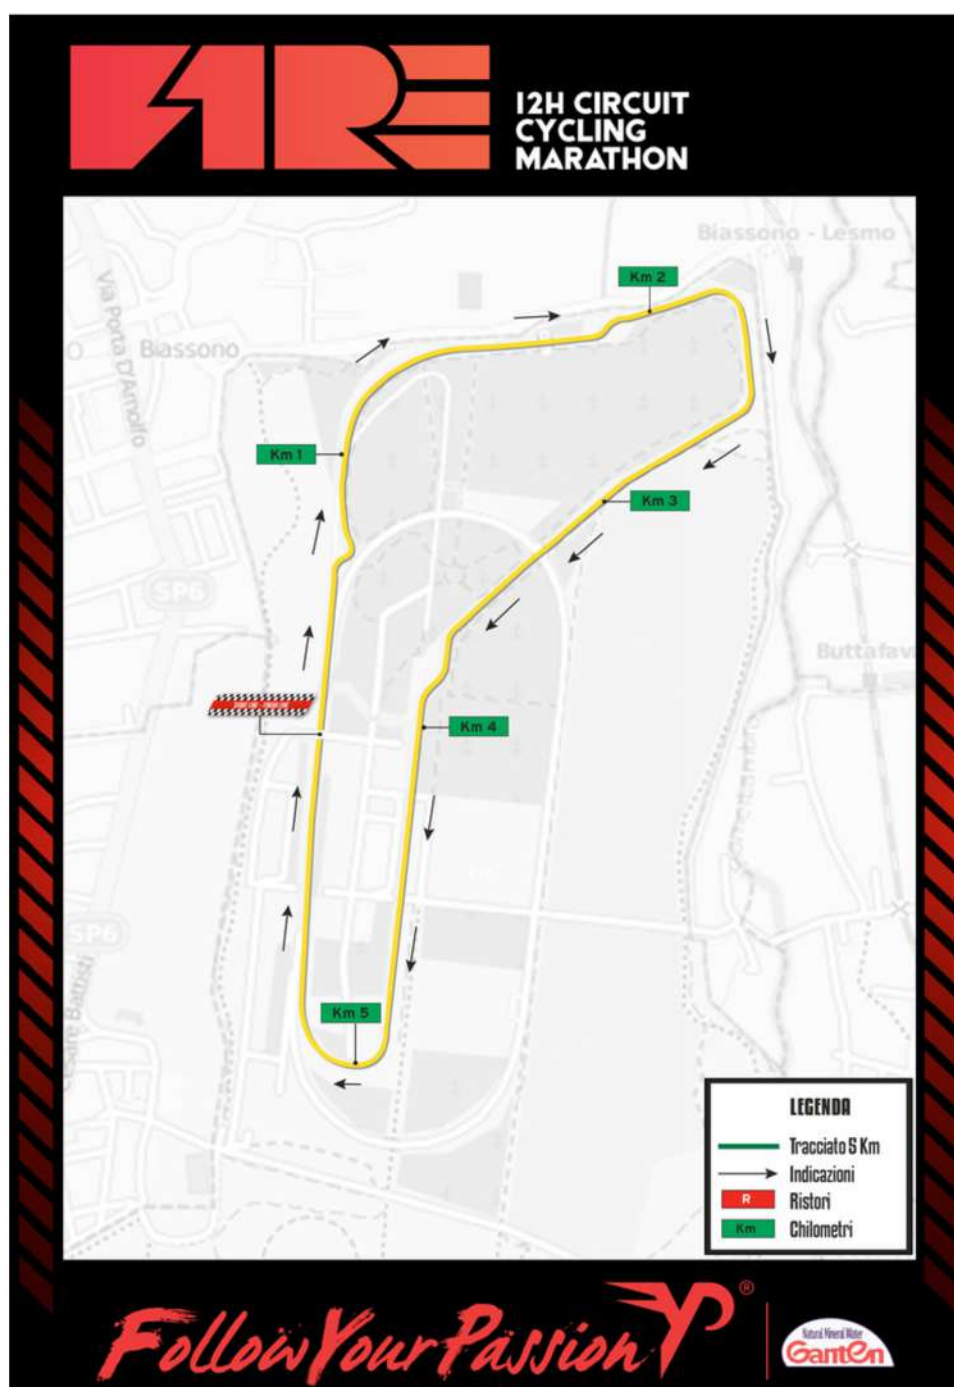 12H CIRCUIT
CYCLING
MARATHON
Biassono - Lesmo
Km 2
Via Porta D'Arnolfo
Biassono
Km 1
Km 3
SP6
Buttafav
Km 4
SP6
Km 5
LEGENDA
Tracciato 5 Km
Indicazioni
R Ristori
Km Chilometri
Follow Your Passion
®
Natural Mineral Water
Ganten